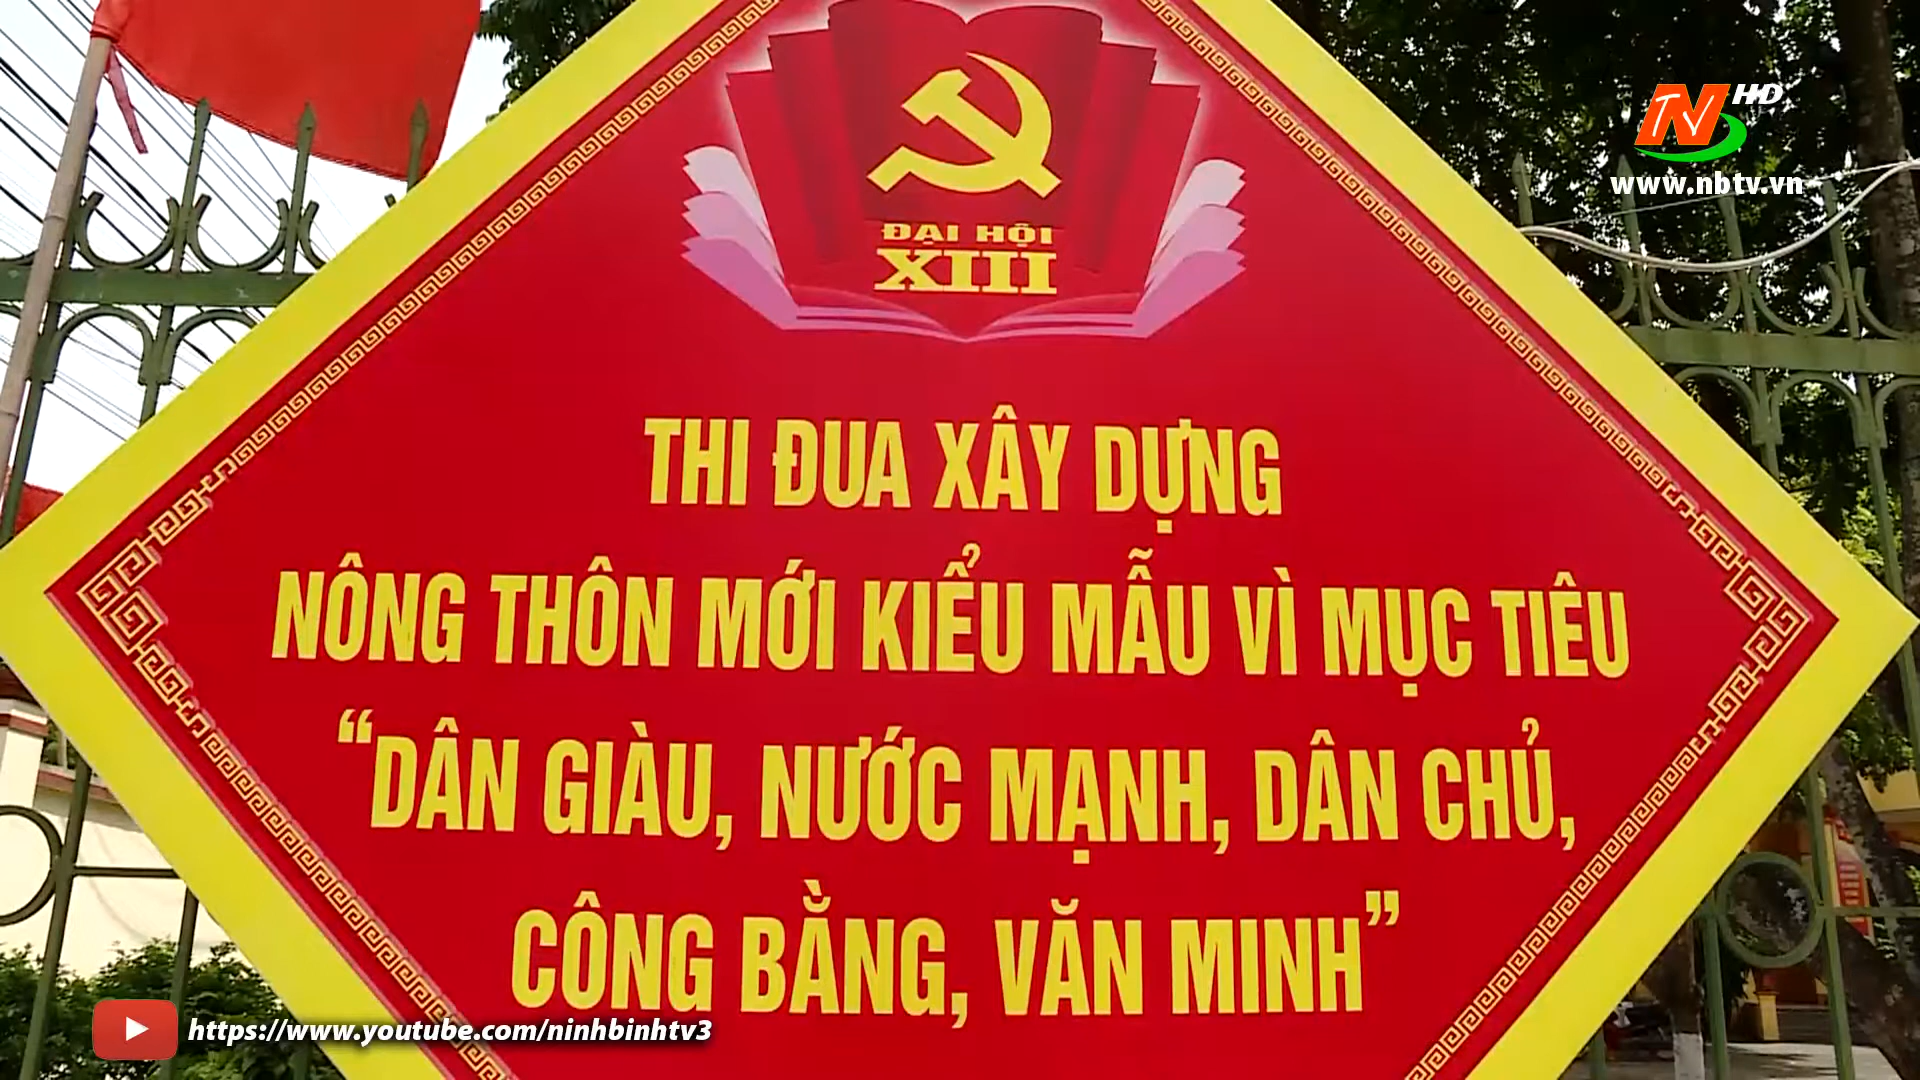 NTV HD
www.nbtv.vn
ĐẠI HỘI
XIII
THI ĐUA XÂY DỰNG
NÔNG THÔN MỚI KIỂU MẪU VÌ MỤC TIÊU
“DÂN GIÀU, NƯỚC MẠNH, DÂN CHỦ,
CÔNG BẰNG, VĂN MINH”
https://www.youtube.com/ninhbinhtv3